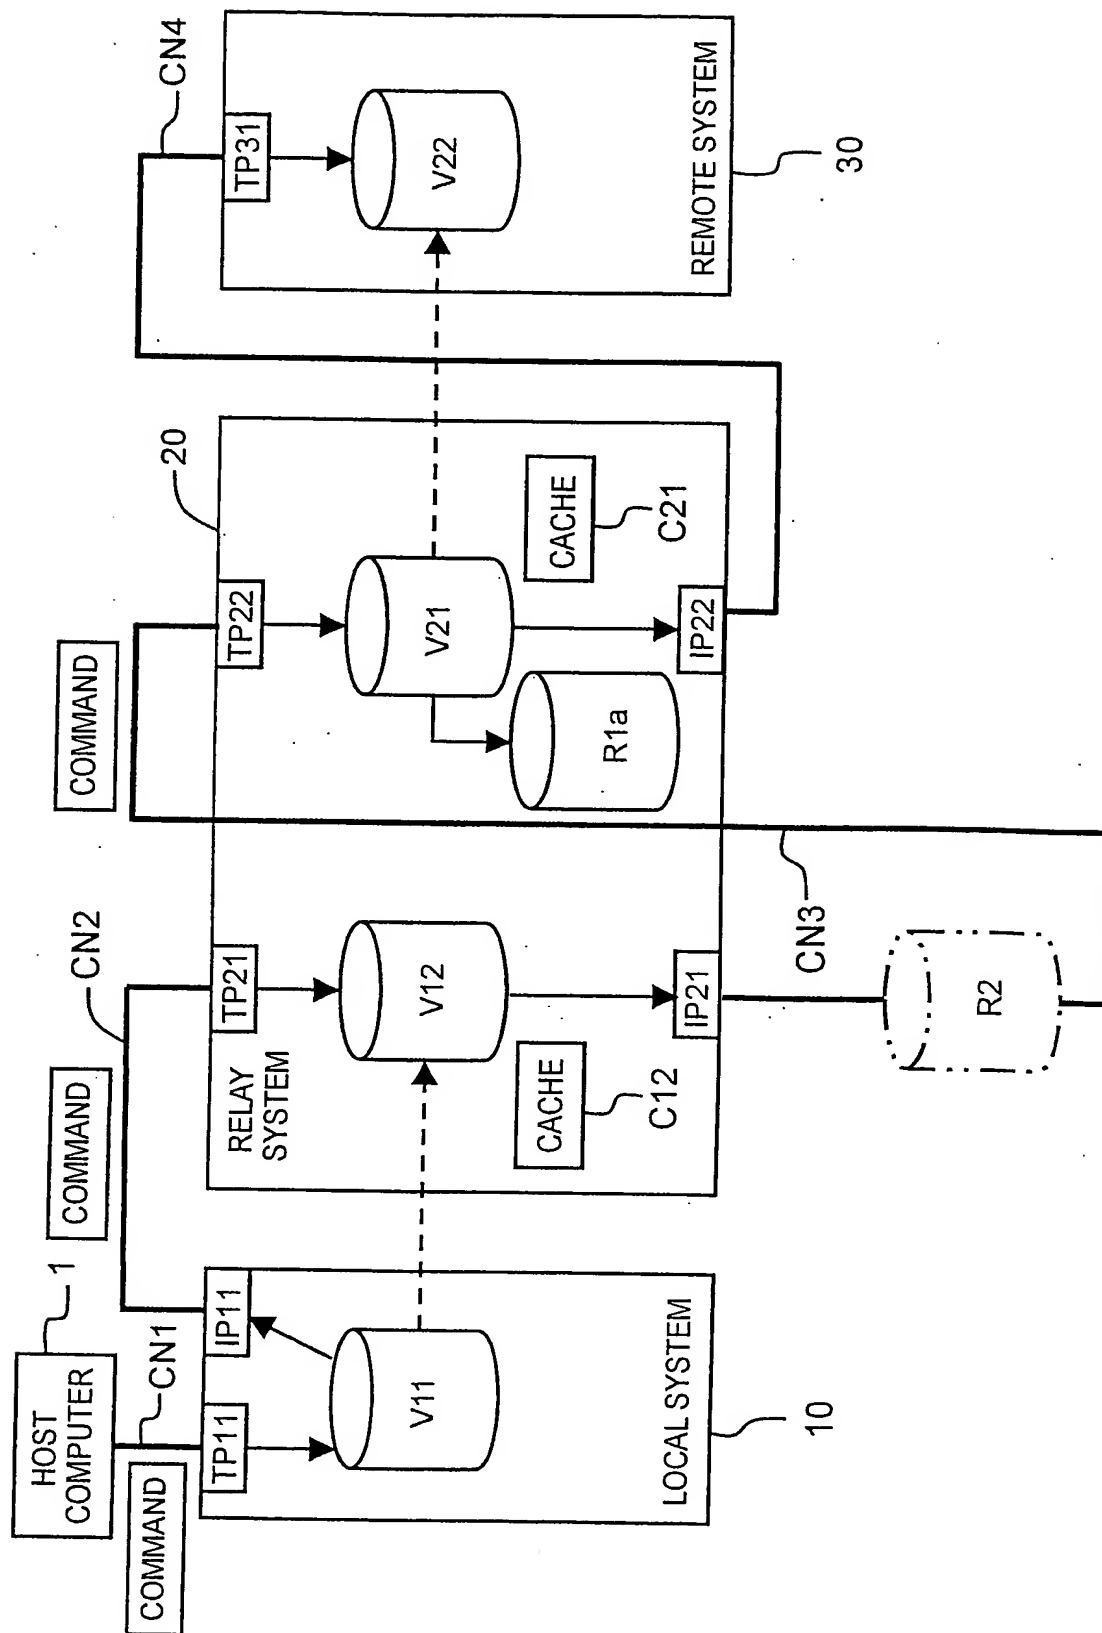 HOST
COMPUTER
1
CN1
COMMAND
TP11
IP11
V11
LOCAL SYSTEM
10
COMMAND
CN2
RELAY
SYSTEM
TP21
V12
CACHE
C12
IP21
R2
CN3
COMMAND
20
TP22
V21
R1a
CACHE
C21
IP22
CN4
TP31
V22
REMOTE SYSTEM
30